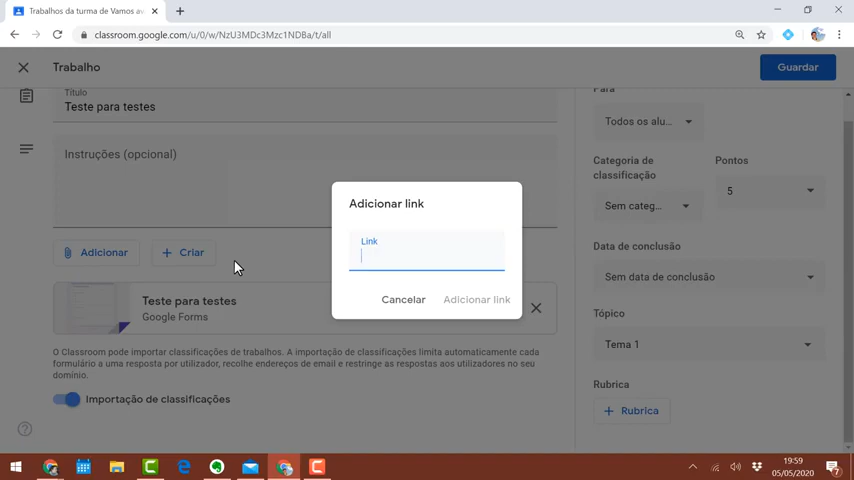 Trabalhos da turma de Vamos av
classroom.google.com/u/0/w/NzU3MDc3Mzc1NDBa/t/all
Trabalho
Guardar
Título
Teste para testes
Para
Todos os alu...
Instruções (opcional)
Categoria de
classificação
Pontos
Sem categ...
5
Adicionar link
Link
Cancelar
Adicionar link
Adicionar
Criar
Data de conclusão
Sem data de conclusão
Teste para testes
Google Forms
Tópico
Tema 1
O Classroom pode importar classificações de trabalhos. A importação de classificações limita automaticamente cada
formulário a uma resposta por utilizador, recolhe endereços de email e restringe as respostas aos utilizadores no seu
domínio.
Importação de classificações
Rubrica
+ Rubrica
19:59
05/05/2020
7